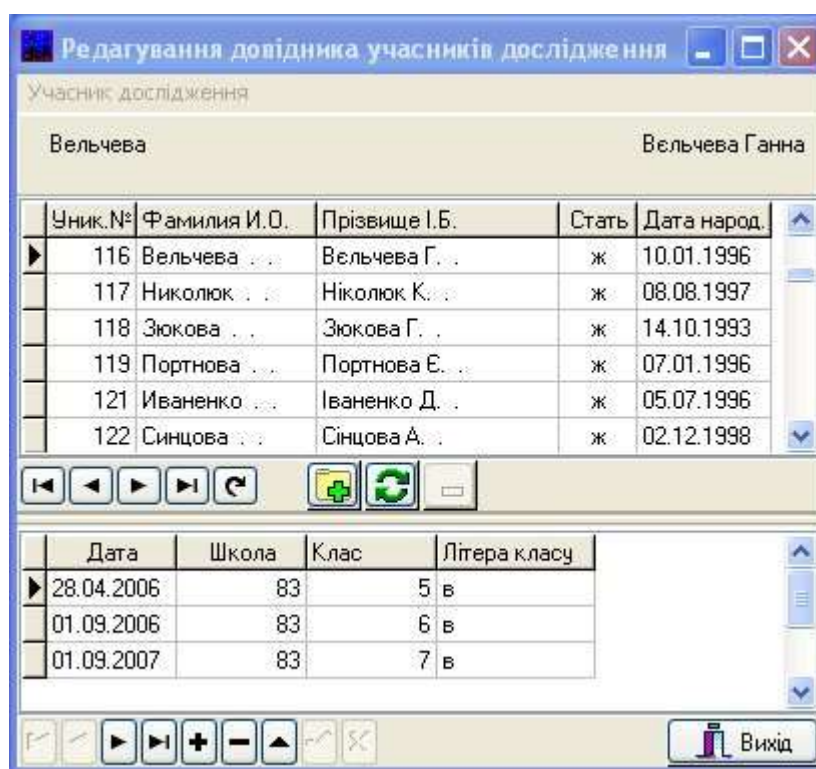 Редагування довідника учасників дослідження
Учасник дослідження
Вельчева Вєльчева Ганна
Уник.№ Фамилия И.О. Прізвище І.Б. Стать Дата народ.
116 Вельчева . . Вєльчева Г. . ж 10.01.1996
117 Николюк . . Ніколюк К. . ж 08.08.1997
118 Зюкова . . Зюкова Г. . ж 14.10.1993
119 Портнова . . Портнова Є. . ж 07.01.1996
121 Иваненко . . Іваненко Д. . ж 05.07.1996
122 Синцова . . Сінцова А. . ж 02.12.1998
Дата Школа Клас Літера класу
28.04.2006 83 5 в
01.09.2006 83 6 в
01.09.2007 83 7 в
Вихід